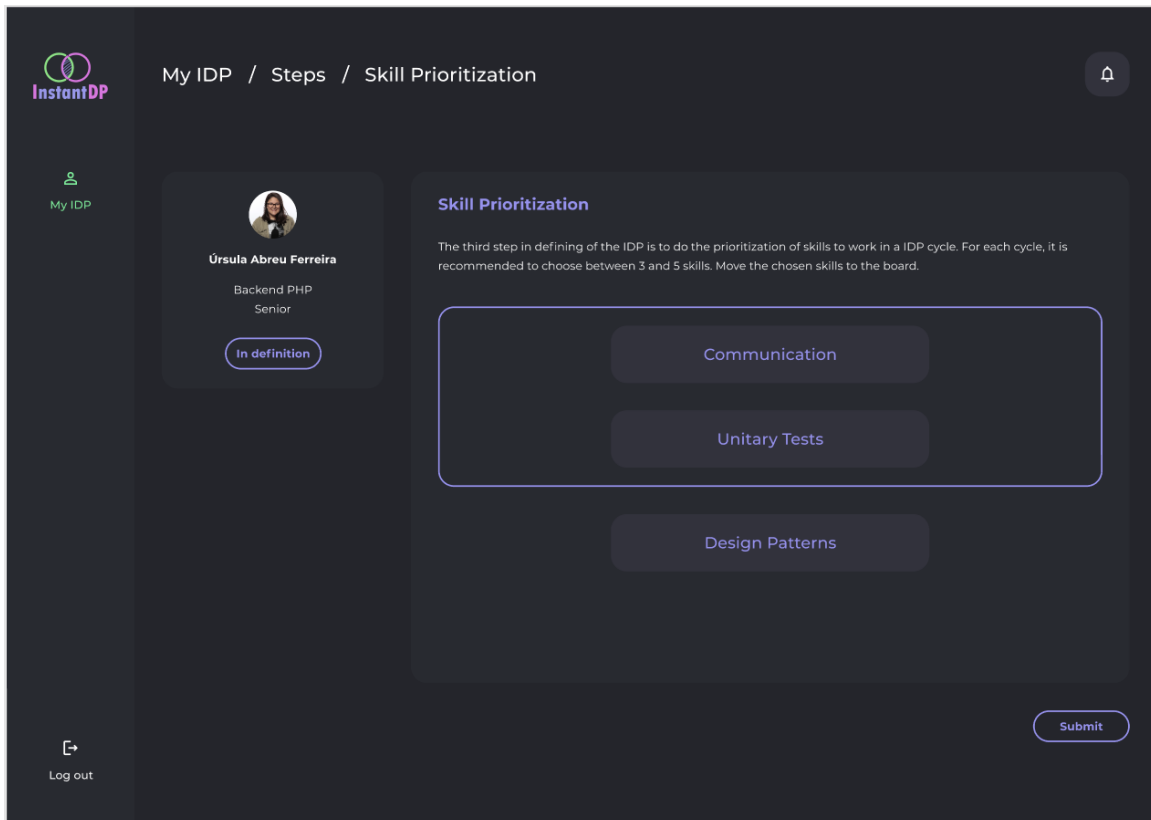 InstantDP
My IDP / Steps / Skill Prioritization
My IDP
Úrsula Abreu Ferreira
Backend PHP
Senior
In definition
Skill Prioritization
The third step in defining of the IDP is to do the prioritization of skills to work in a IDP cycle. For each cycle, it is
recommended to choose between 3 and 5 skills. Move the chosen skills to the board.
Communication
Unitary Tests
Design Patterns
Submit
Log out